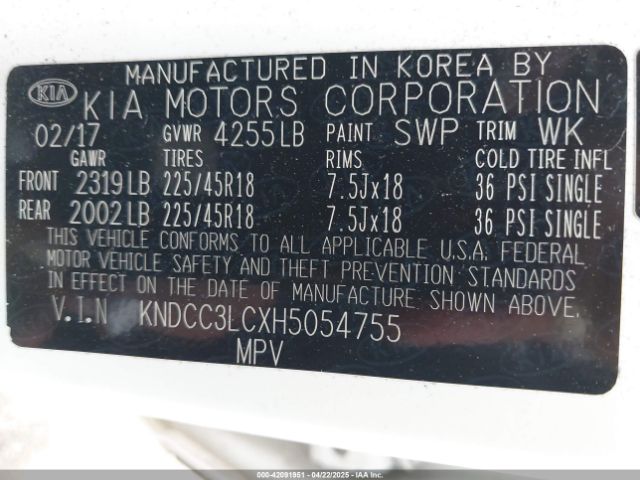 MANUFACTURED IN KOREA BY
KIA KIA MOTORS CORPORATION
02/17 GVWR 4255LB PAINT SWP TRIM WK
GAWR TIRES RIMS COLD TIRE INFL
FRONT 2319LB 225/45R18 7.5Jx18 36 PSI SINGLE
REAR 2002LB 225/45R18 7.5Jx18 36 PSI SINGLE
THIS VEHICLE CONFORMS TO ALL APPLICABLE U.S.A. FEDERAL
MOTOR VEHICLE SAFETY AND THEFT PREVENTION STANDARDS
IN EFFECT ON THE DATE OF MANUFACTURE SHOWN ABOVE.
V.I.N KNDCC3LCXH5054755
MPV
000-42091951 - 04/22/2025 - IAAI.COM